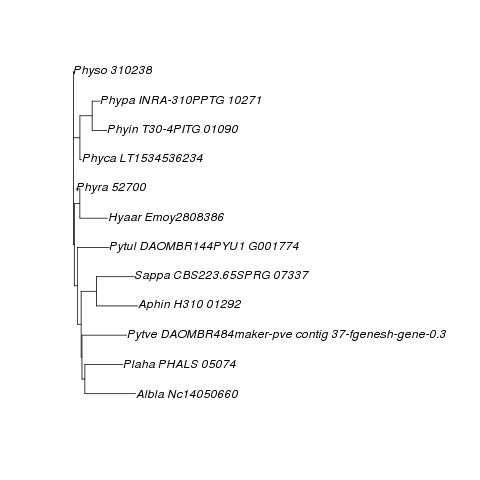 Physo 310238
Phypa INRA-310PPTG 10271
Phyin T30-4PITG 01090
Phyca LT1534536234
Phyra 52700
Hyaar Emoy2808386
Pytul DAOMBR144PYU1 G001774
Sappa CBS223.65SPRG 07337
Aphin H310 01292
Pytve DAOMBR484maker-pve contig 37-fgenesh-gene-0.3
Plaha PHALS 05074
Albla Nc14050660